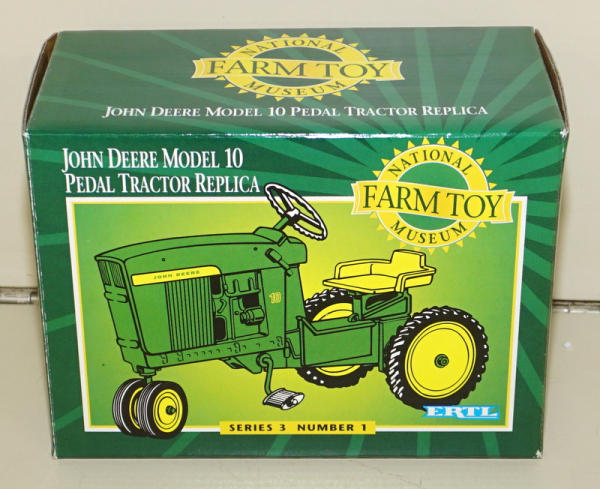 NATIONAL
FARM TOY
MUSEUM
JOHN DEERE MODEL 10 PEDAL TRACTOR REPLICA
JOHN DEERE MODEL 10
PEDAL TRACTOR REPLICA
NATIONAL
FARM TOY
MUSEUM
JOHN DEERE
10
ERTL
SERIES 3 NUMBER 1